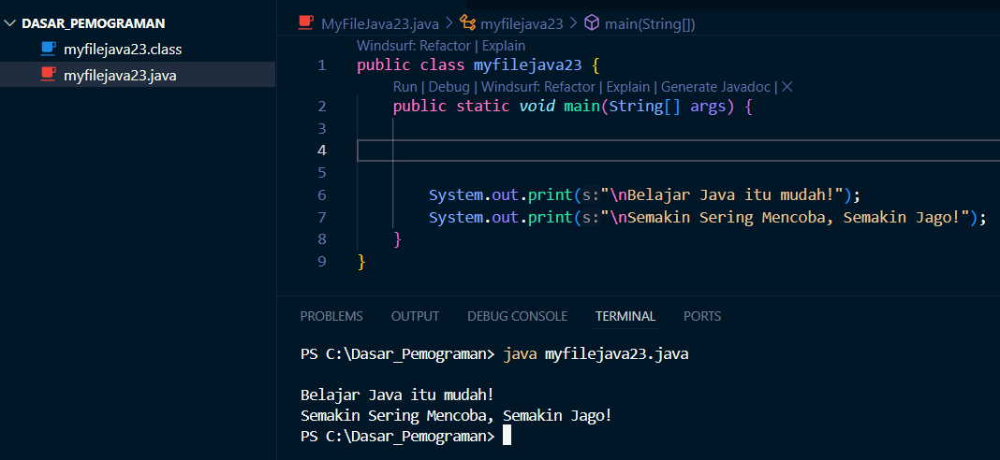 DASAR_PEMOGRAMAN
myfilejava23.class
myfilejava23.java
MyFileJava23.java > myfilejava23 > main(String[])
Windsurf: Refactor | Explain
1 public class myfilejava23 {
Run | Debug | Windsurf: Refactor | Explain | Generate Javadoc | ×
2 public static void main(String[] args) {
3
4
5
6 System.out.print(s:"\nBelajar Java itu mudah!");
7 System.out.print(s:"\nSemakin Sering Mencoba, Semakin Jago!");
8 }
9 }
PROBLEMS OUTPUT DEBUG CONSOLE TERMINAL PORTS
PS C:\Dasar_Pemograman> java myfilejava23.java
Belajar Java itu mudah!
Semakin Sering Mencoba, Semakin Jago!
PS C:\Dasar_Pemograman>